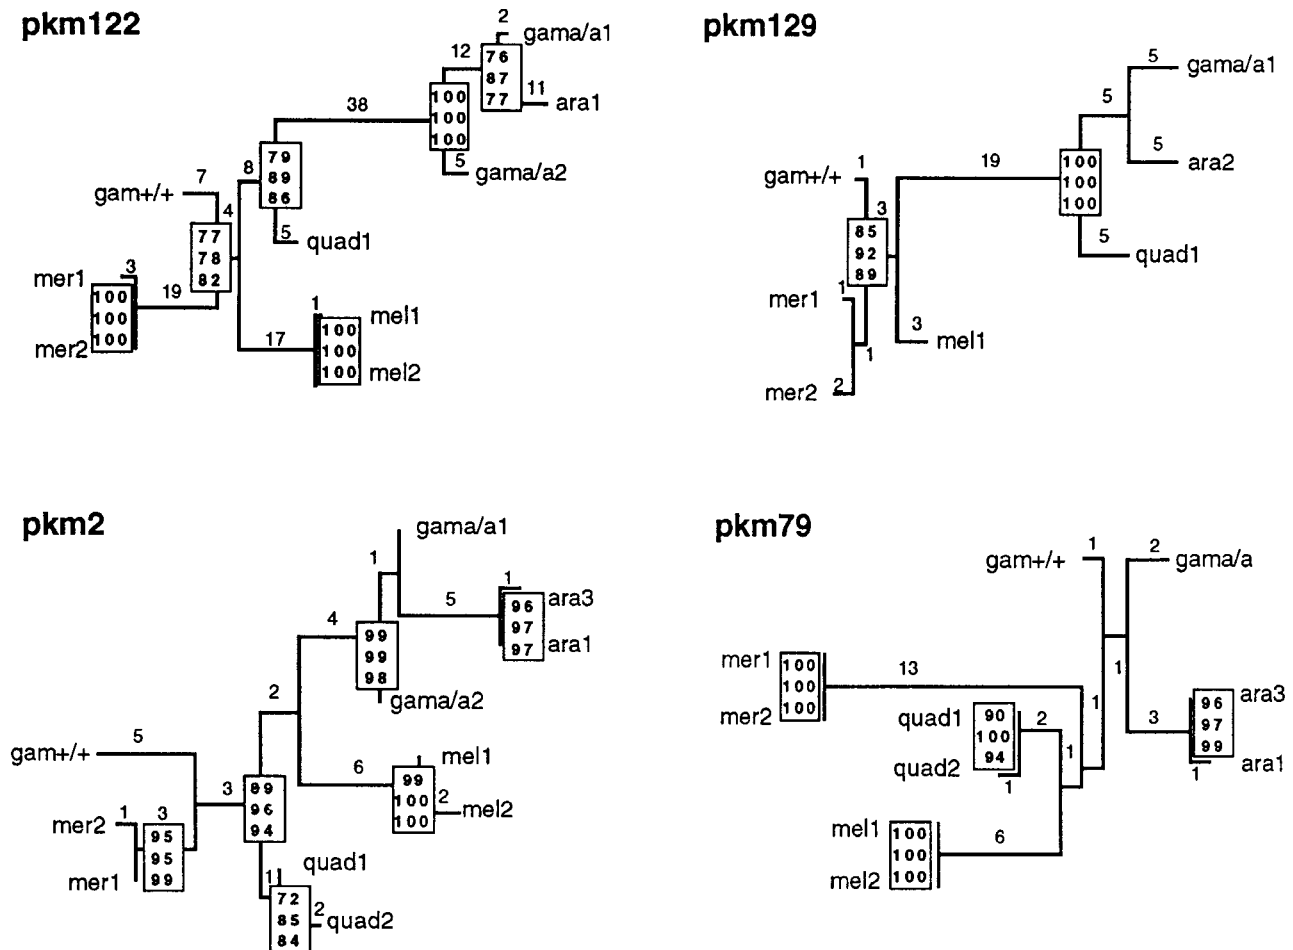 pkm122
2
gama/a1
12
76
87
77
11
ara1
38
100
100
100
5
gama/a2
8
79
89
86
5
quad1
7
gam+/+
4
77
78
82
3
mer1
100
100
100
mer2
19
17
1
100
100
100
mel1
mel2
pkm129
5
gama/a1
5
5
ara2
19
100
100
100
5
quad1
1
gam+/+
3
85
92
89
1
mer1
1
2
mer2
3
mel1
pkm2
gama/a1
1
1
5
96
97
97
ara3
ara1
4
99
99
98
gama/a2
2
5
gam+/+
mel1
6
99
100
100
2
mel2
3
89
96
94
1
3
mer2
95
95
99
mer1
quad1
11
72
85
84
2
quad2
pkm79
1
gam+/+
2
gama/a
mer1
100
100
100
mer2
13
1
1
1
quad1
90
100
94
quad2
2
1
3
96
97
99
ara3
ara1
1
mel1
100
100
100
mel2
6